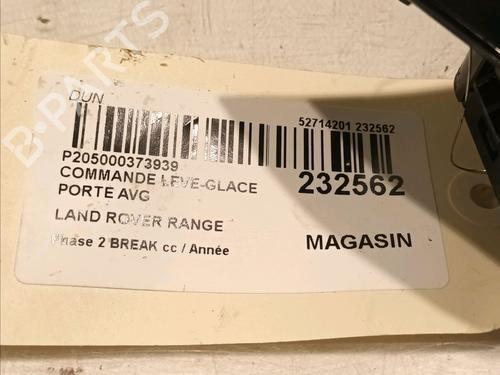 DUN
52714201 232562
P205000373939
COMMANDE LEVE-GLACE
PORTE AVG
232562
LAND ROVER RANGE
Phase 2 BREAK cc / Année
MAGASIN
B-PARTS